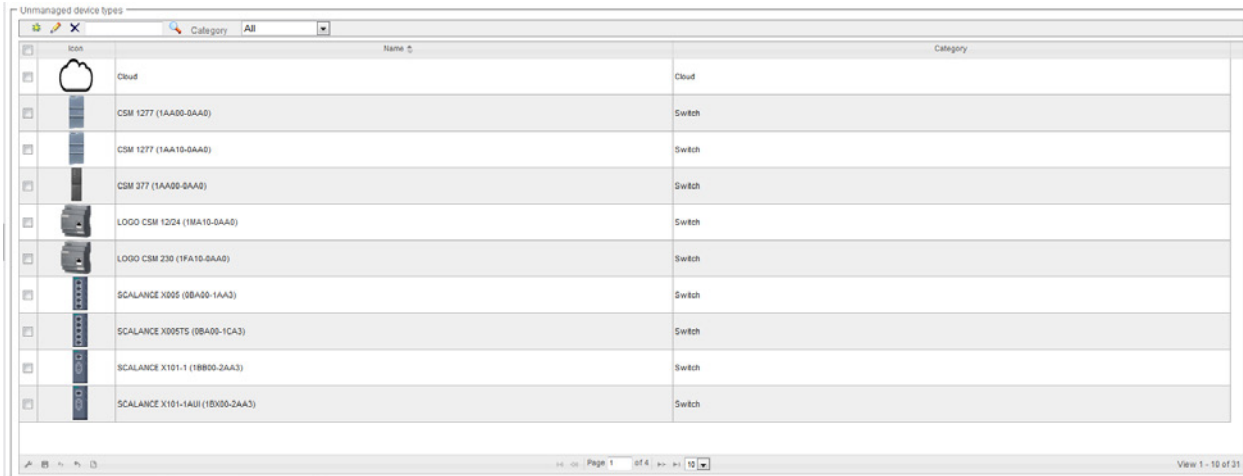 Unmanaged device types
Category All
Icon Name Category
Cloud Cloud
CSM 1277 (1AA00-0AA0) Switch
CSM 1277 (1AA10-0AA0) Switch
CSM 377 (1AA00-0AA0) Switch
LOGO CSM 12/24 (1MA10-0AA0) Switch
LOGO CSM 230 (1FA10-0AA0) Switch
SCALANCE X005 (0BA00-1AA3) Switch
SCALANCE X005TS (0BA00-1CA3) Switch
SCALANCE X101-1 (1BB00-2AA3) Switch
SCALANCE X101-1AUI (1BX00-2AA3) Switch
Page 1 of 4 10 View 1 - 10 of 31